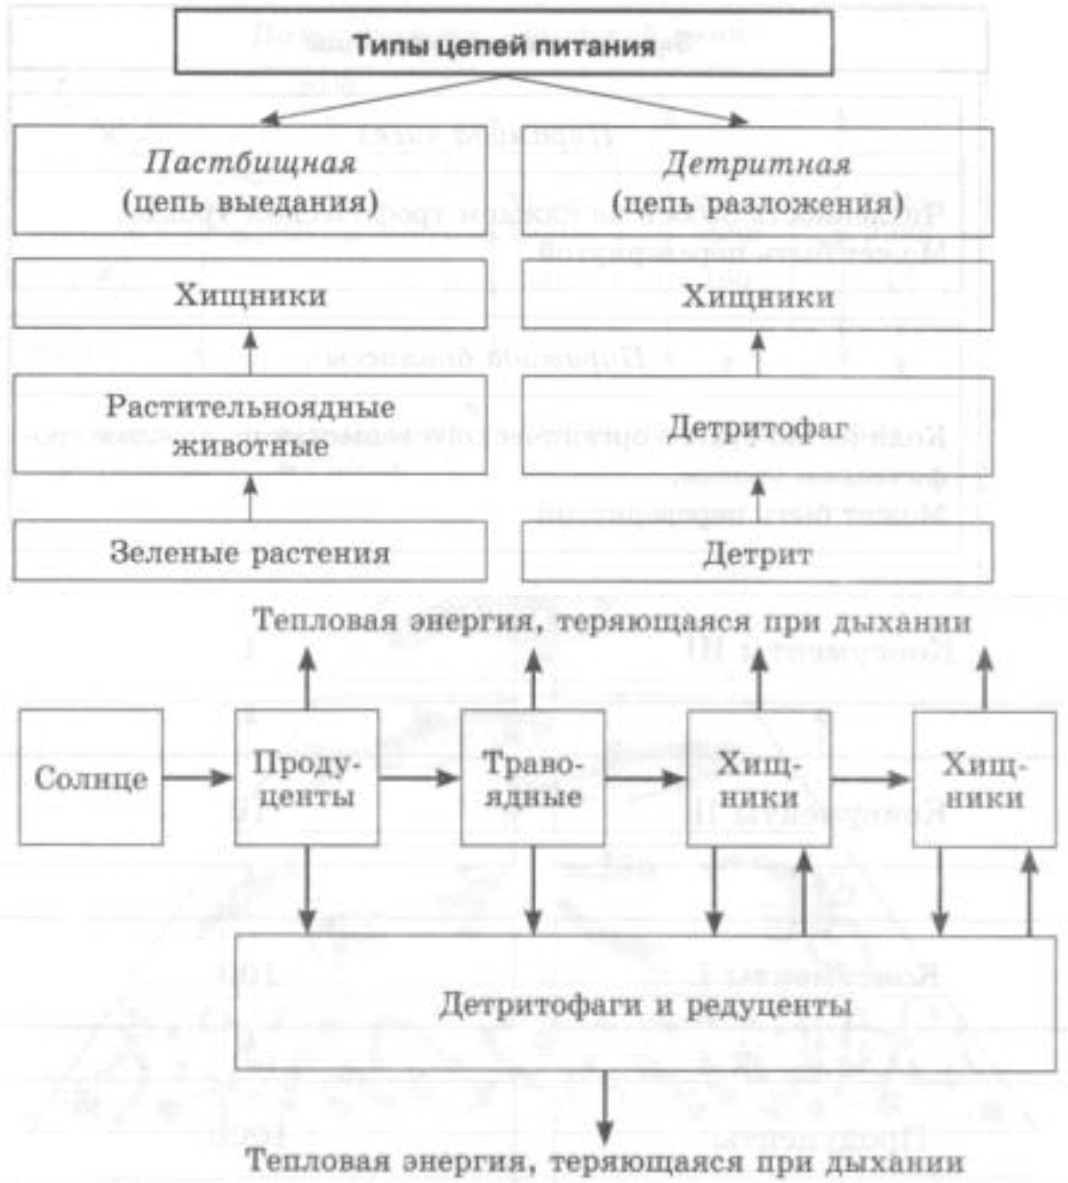 Типы цепей питания
Пастбищная
(цепь выедания)
Детритная
(цепь разложения)
Хищники
Хищники
Растительноядные
животные
Детритофаг
Зеленые растения
Детрит
Тепловая энергия, теряющаяся при дыхании
Солнце
Проду-
центы
Траво-
ядные
Хищ-
ники
Хищ-
ники
Детритофаги и редуценты
Тепловая энергия, теряющаяся при дыхании